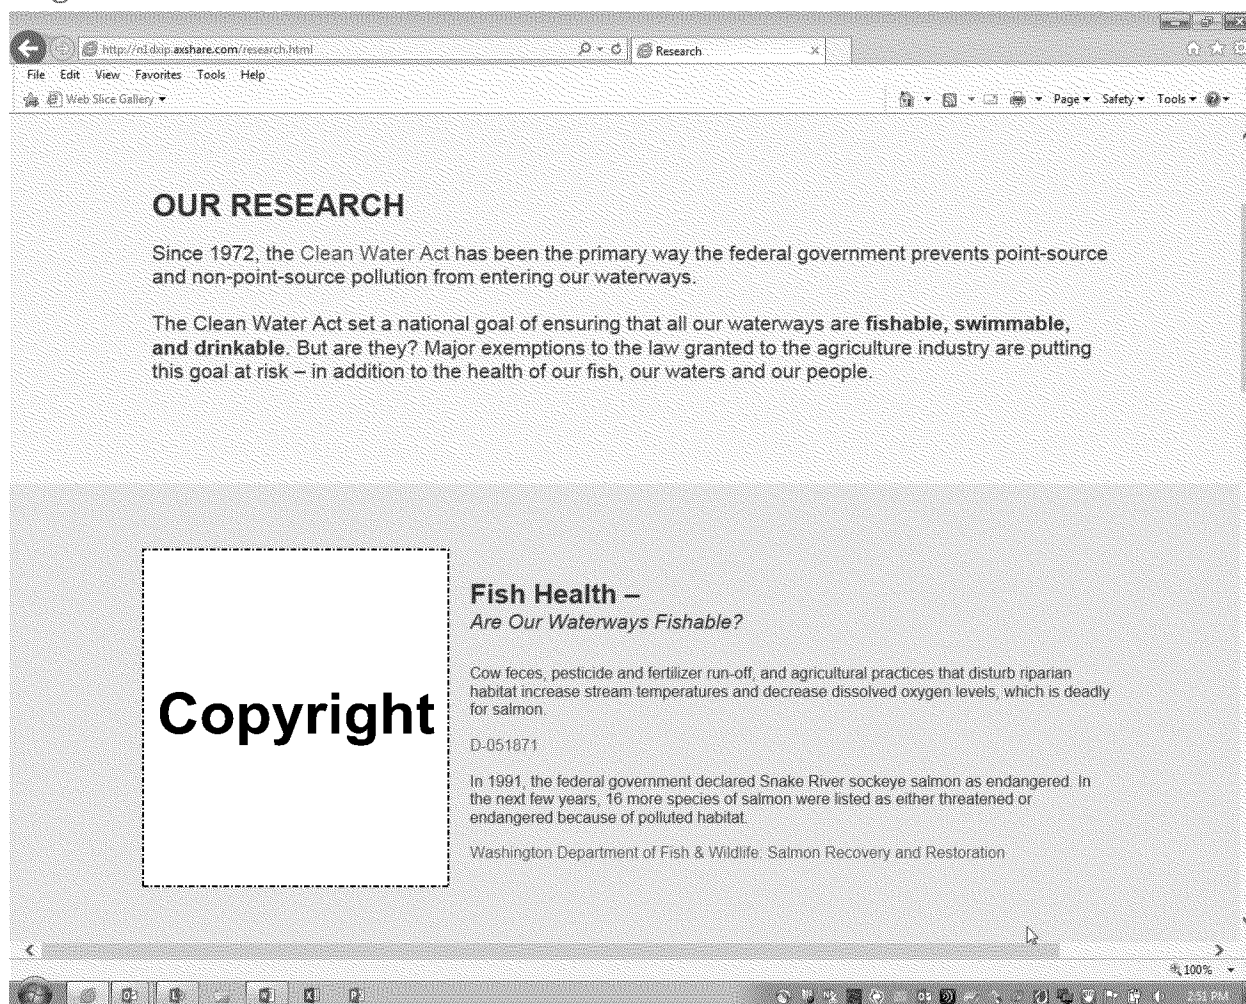 http://n1dxip.axshare.com/research.html
Research
File Edit View Favorites Tools Help
Web Slice Gallery
Page Safety Tools
OUR RESEARCH
Since 1972, the Clean Water Act has been the primary way the federal government prevents point-source
and non-point-source pollution from entering our waterways.
The Clean Water Act set a national goal of ensuring that all our waterways are fishable, swimmable,
and drinkable. But are they? Major exemptions to the law granted to the agriculture industry are putting
this goal at risk – in addition to the health of our fish, our waters and our people.
Copyright
Fish Health –
Are Our Waterways Fishable?
Cow feces, pesticide and fertilizer run-off, and agricultural practices that disturb riparian
habitat increase stream temperatures and decrease dissolved oxygen levels, which is deadly
for salmon.
D-051871
In 1991, the federal government declared Snake River sockeye salmon as endangered. In
the next few years, 16 more species of salmon were listed as either threatened or
endangered because of polluted habitat.
Washington Department of Fish & Wildlife: Salmon Recovery and Restoration
100%
2:51 PM